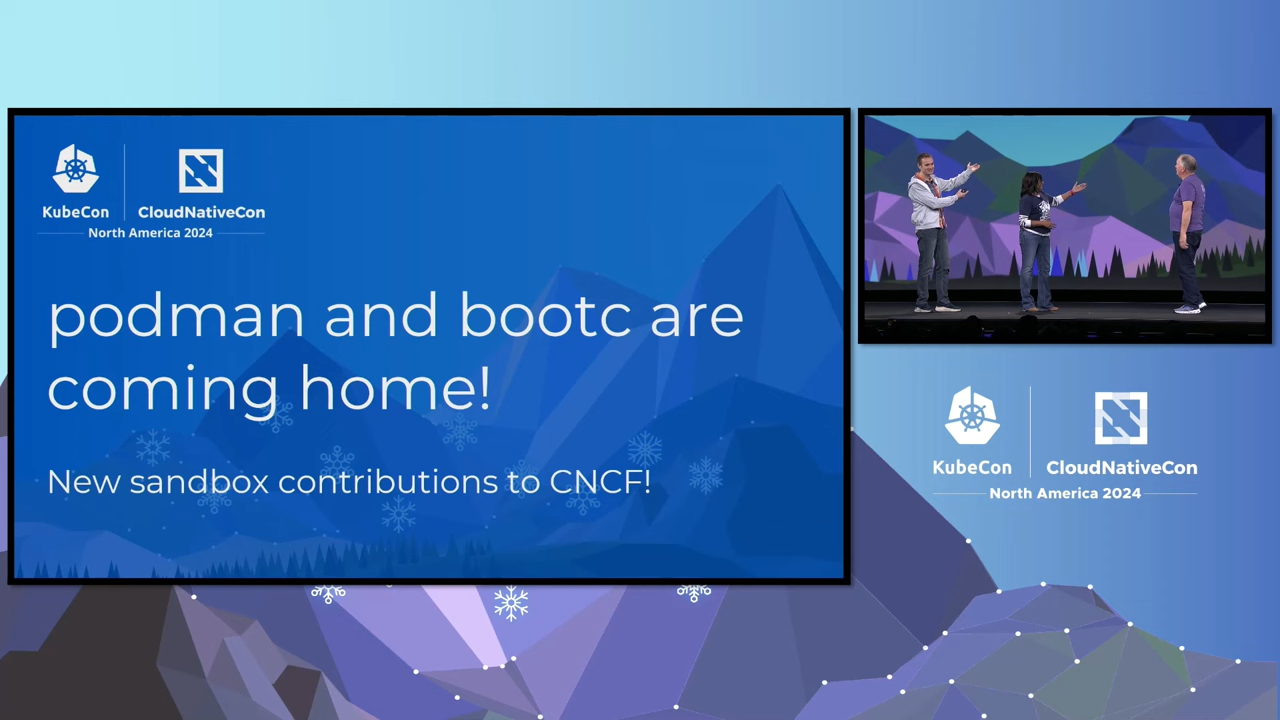 KubeCon
CloudNativeCon
North America 2024
podman and bootc are
coming home!
New sandbox contributions to CNCF!
KubeCon
CloudNativeCon
North America 2024